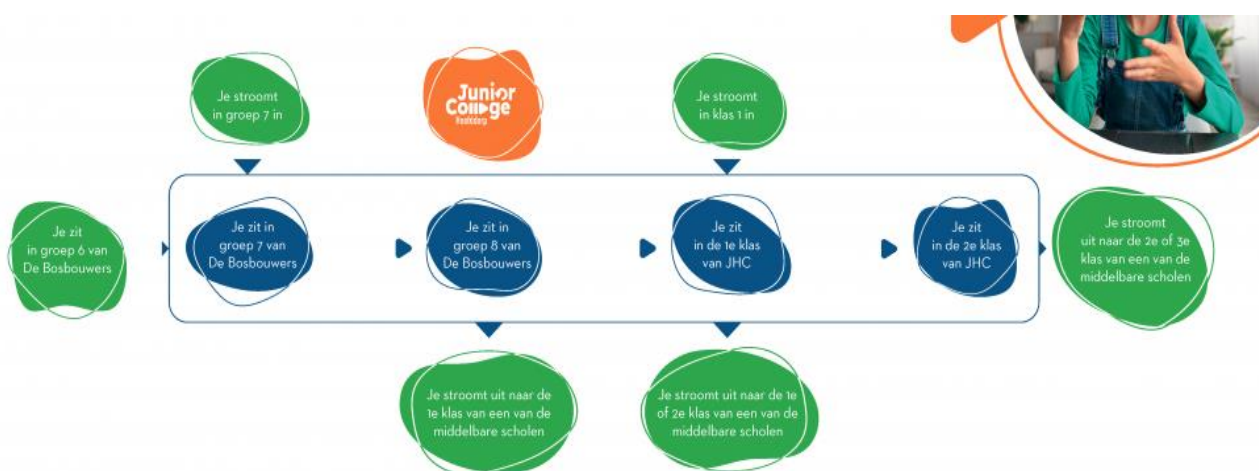 Je stroomt
in groep 7 in
Junior
College
Hoofddorp
Je stroomt
in klas 1 in
Je zit
in groep 6 van
De Bosbouwers
Je zit in
groep 7 van
De Bosbouwers
Je zit in
groep 8 van
De Bosbouwers
Je zit
in de 1e klas
van JHC
Je zit
in de 2e klas
van JHC
Je stroomt
uit naar de 2e of 3e
klas van een van de
middelbare scholen
Je stroomt uit naar de
1e klas van een van de
middelbare scholen
Je stroomt uit naar de 1e
of 2e klas van een van de
middelbare scholen